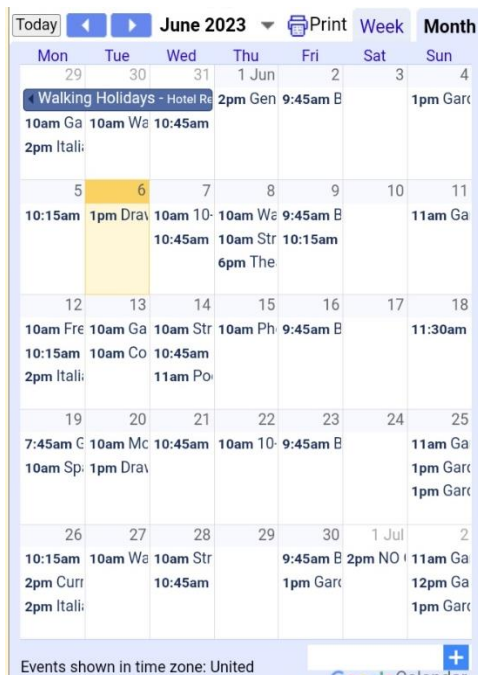 Today June 2023 Print Week Month
Mon Tue Wed Thu Fri Sat Sun
29 30 31 1 Jun 2 3 4
Walking Holidays - Hotel Re 2pm Gen 9:45am B 1pm Gard
10am Ga 10am Wa 10:45am
2pm Itali
5 6 7 8 9 10 11
10:15am 1pm Draw 10am 10- 10am Wa 9:45am B 11am Ga
10:45am 10am Str 10:15am
6pm The
12 13 14 15 16 17 18
10am Fre 10am Ga 10am Str 10am Ph 9:45am B 11:30am
10:15am 10am Co 10:45am
2pm Itali 11am Po
19 20 21 22 23 24 25
7:45am G 10am Mo 10:45am 10am 10- 9:45am B 11am Ga
10am Spa 1pm Draw 1pm Gard
1pm Gard
26 27 28 29 30 1 Jul 2
10:15am 10am Wa 10am Str 9:45am B 2pm NO 11am Ga
2pm Curr 10:45am 1pm Gard 12pm Ga
2pm Itali 1pm Gard
Events shown in time zone: United
Calendar